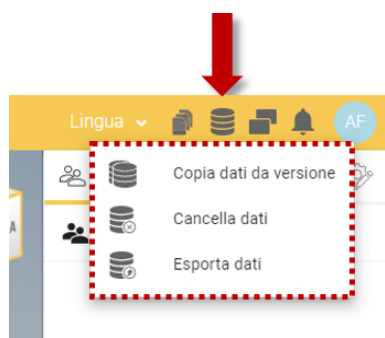 Lingua
AF
Copia dati da versione
A
Cancella dati
Esporta dati